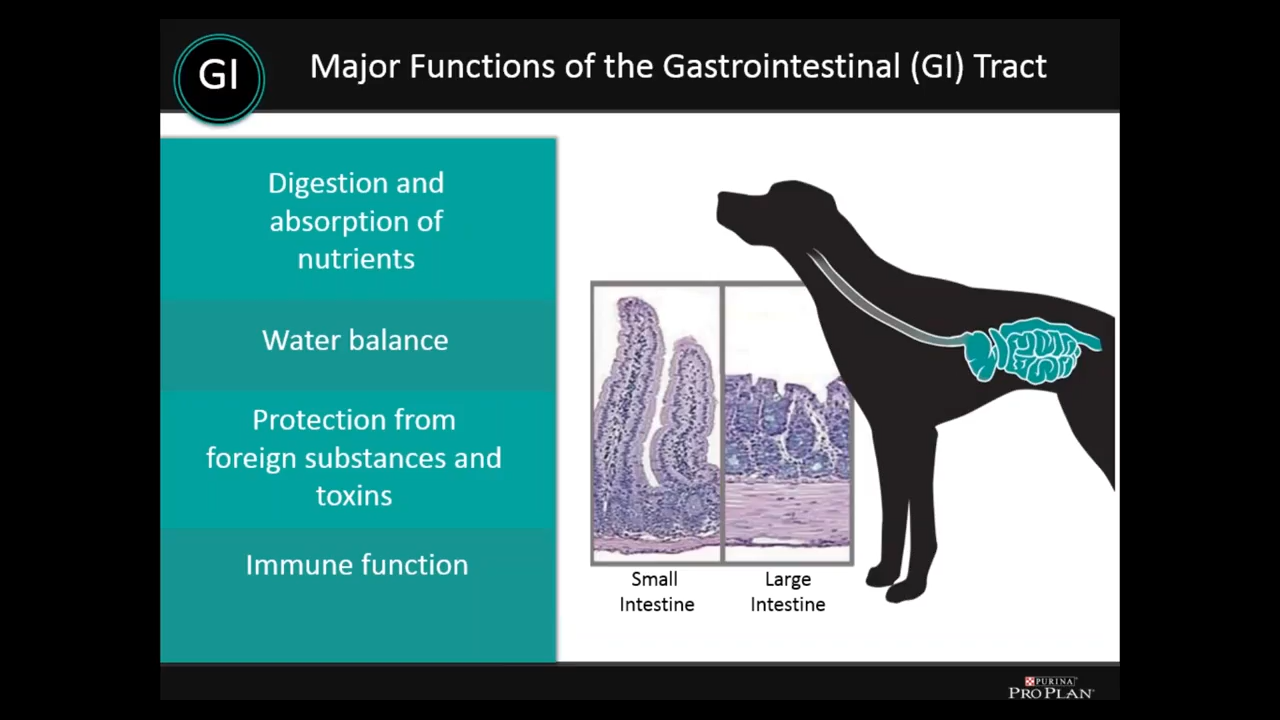 GI
Major Functions of the Gastrointestinal (GI) Tract
Digestion and
absorption of
nutrients
Water balance
Protection from
foreign substances and
toxins
Immune function
Small
Intestine
Large
Intestine
PURINA
PRO PLAN